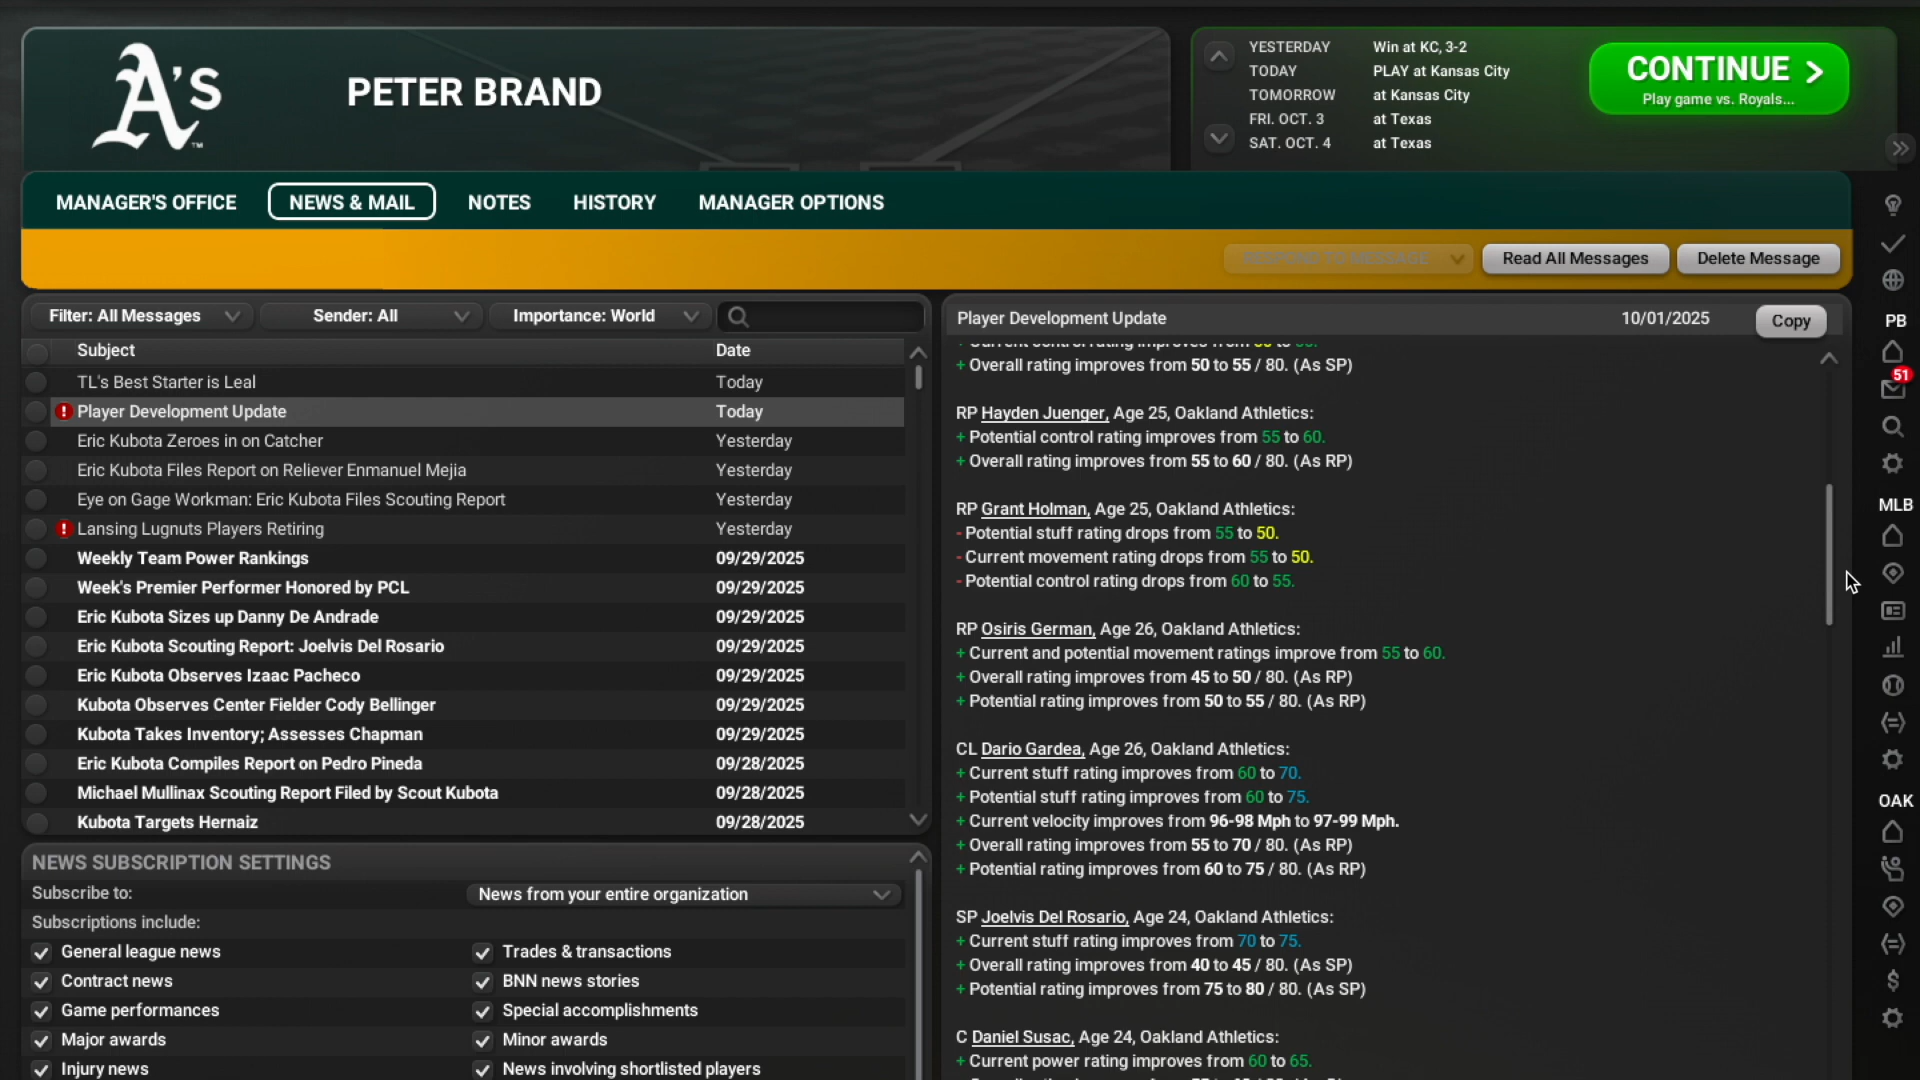 A's
PETER BRAND
YESTERDAY Win at KC, 3-2
TODAY PLAY at Kansas City
TOMORROW at Kansas City
FRI. OCT. 3 at Texas
SAT. OCT. 4 at Texas
CONTINUE
Play game vs. Royals...
MANAGER'S OFFICE NEWS & MAIL NOTES HISTORY MANAGER OPTIONS
RESPOND TO MESSAGE Read All Messages Delete Message
Filter: All Messages Sender: All Importance: World
Subject Date
TL's Best Starter is Leal Today
Player Development Update Today
Eric Kubota Zeroes in on Catcher Yesterday
Eric Kubota Files Report on Reliever Enmanuel Mejia Yesterday
Eye on Gage Workman: Eric Kubota Files Scouting Report Yesterday
Lansing Lugnuts Players Retiring Yesterday
Weekly Team Power Rankings 09/29/2025
Week's Premier Performer Honored by PCL 09/29/2025
Eric Kubota Sizes up Danny De Andrade 09/29/2025
Eric Kubota Scouting Report: Joelvis Del Rosario 09/29/2025
Eric Kubota Observes Izaac Pacheco 09/29/2025
Kubota Observes Center Fielder Cody Bellinger 09/29/2025
Kubota Takes Inventory; Assesses Chapman 09/29/2025
Eric Kubota Compiles Report on Pedro Pineda 09/28/2025
Michael Mullinax Scouting Report Filed by Scout Kubota 09/28/2025
Kubota Targets Hernaiz 09/28/2025
NEWS SUBSCRIPTION SETTINGS
Subscribe to: News from your entire organization
Subscriptions include:
General league news Trades & transactions
Contract news BNN news stories
Game performances Special accomplishments
Major awards Minor awards
Injury news News involving shortlisted players
Player Development Update 10/01/2025 Copy
+ Current control rating improves from
+ Overall rating improves from 50 to 55 / 80. (As SP)
RP Hayden Juenger, Age 25, Oakland Athletics:
+ Potential control rating improves from 55 to 60.
+ Overall rating improves from 55 to 60 / 80. (As RP)
RP Grant Holman, Age 25, Oakland Athletics:
- Potential stuff rating drops from 55 to 50.
- Current movement rating drops from 55 to 50.
- Potential control rating drops from 60 to 55.
RP Osiris German, Age 26, Oakland Athletics:
+ Current and potential movement ratings improve from 55 to 60.
+ Overall rating improves from 45 to 50 / 80. (As RP)
+ Potential rating improves from 50 to 55 / 80. (As RP)
CL Dario Gardea, Age 26, Oakland Athletics:
+ Current stuff rating improves from 60 to 70.
+ Potential stuff rating improves from 60 to 75.
+ Current velocity improves from 96-98 Mph to 97-99 Mph.
+ Overall rating improves from 55 to 70 / 80. (As RP)
+ Potential rating improves from 60 to 75 / 80. (As RP)
SP Joelvis Del Rosario, Age 24, Oakland Athletics:
+ Current stuff rating improves from 70 to 75.
+ Overall rating improves from 40 to 45 / 80. (As SP)
+ Potential rating improves from 75 to 80 / 80. (As SP)
C Daniel Susac, Age 24, Oakland Athletics:
+ Current power rating improves from 60 to 65.
PB
51
MLB
OAK